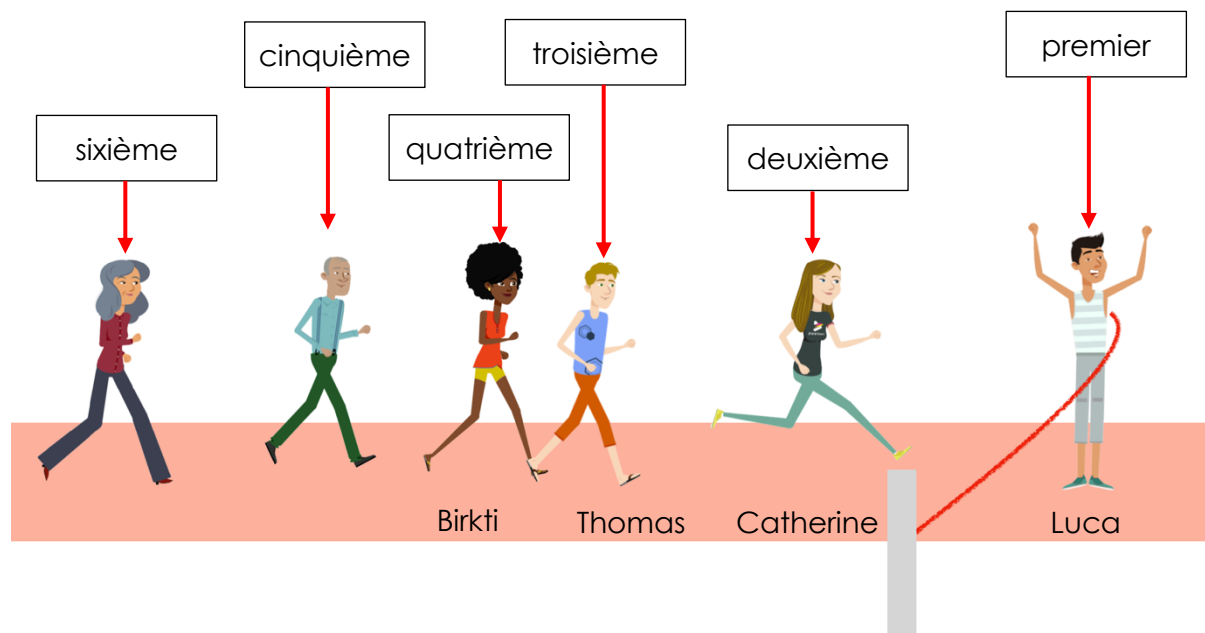 sixième
cinquième
quatrième
troisième
deuxième
premier
Birkti
Thomas
Catherine
Luca